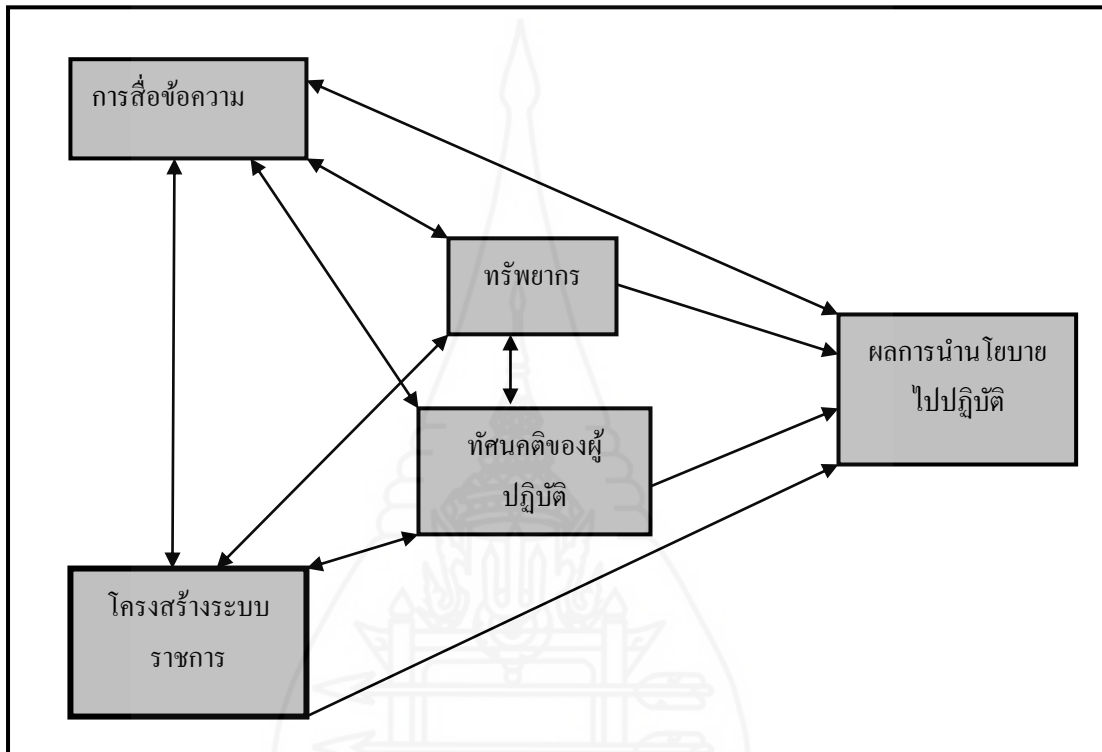 การสื่อข้อความ
ทรัพยากร
ผลการนำนโยบาย
ไปปฏิบัติ
ทัศนคติของผู้
ปฏิบัติ
โครงสร้างระบบ
ราชการ